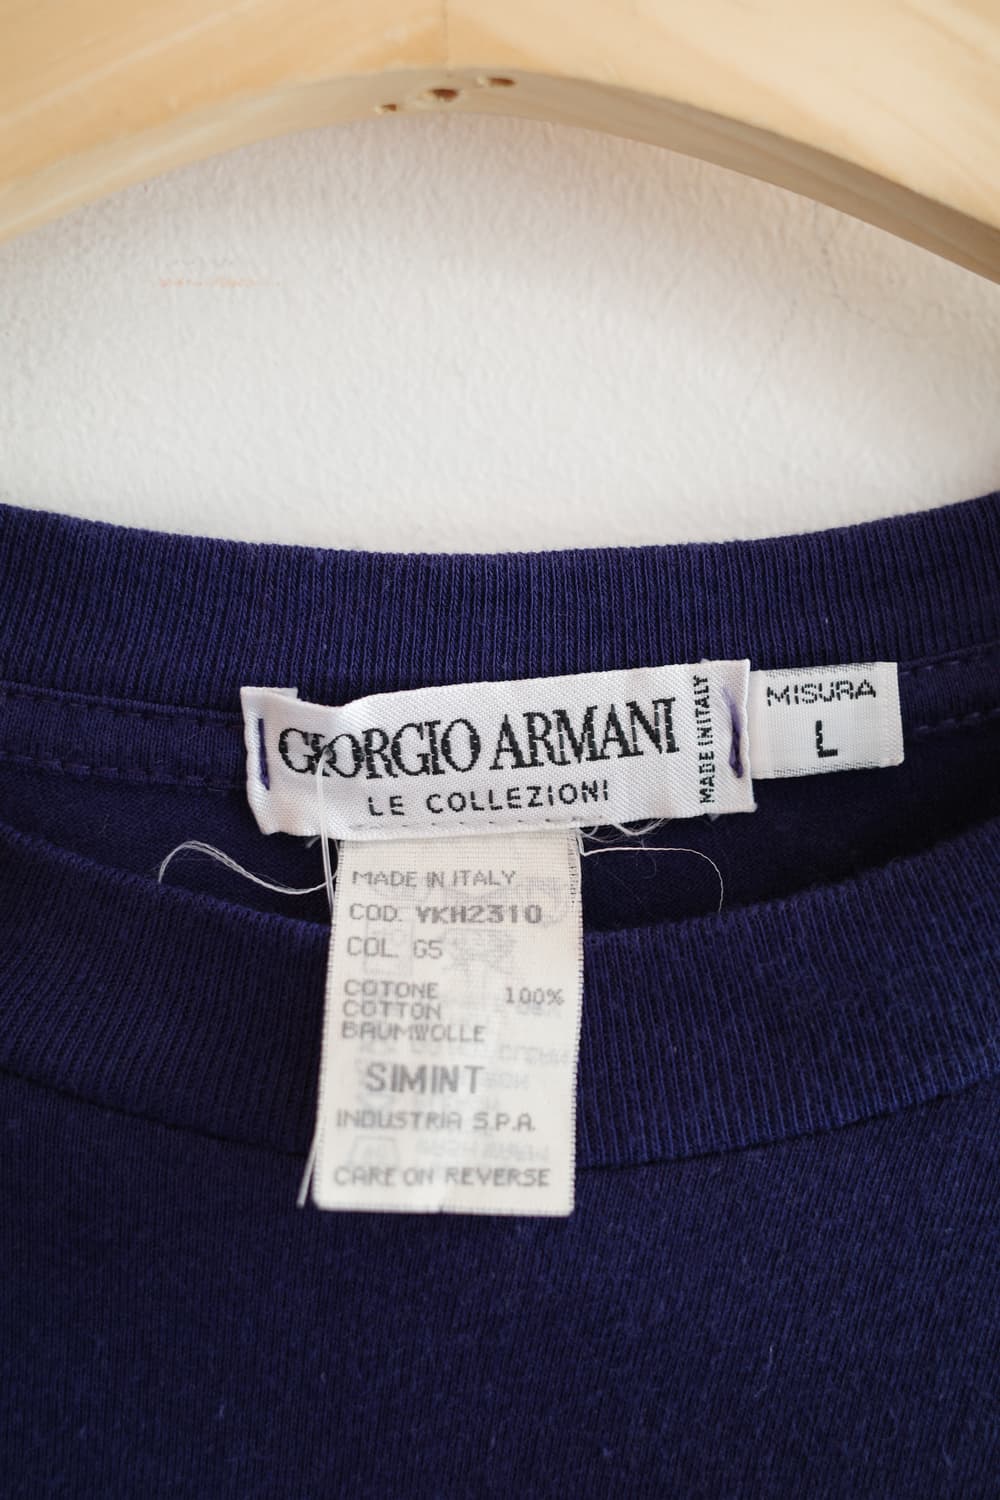 GIORGIO ARMANI
LE COLLEZIONI
MADE IN ITALY
MISURA
L
MADE IN ITALY
COD. YKH2310
COL. G5
COTONE 100%
COTTON
BAUMWOLLE
SIMINT
INDUSTRIA S.P.A.
CARE ON REVERSE